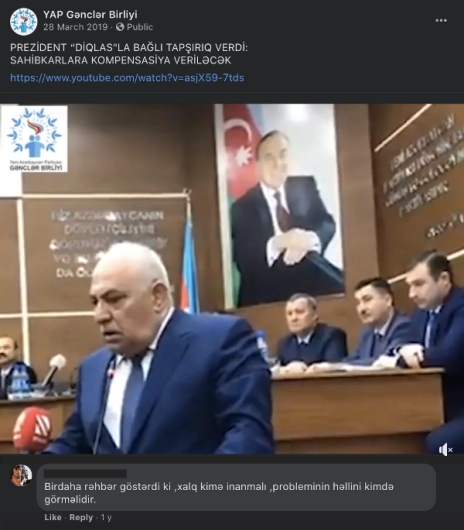 YAP Gənclər Birliyi
28 March 2019 · Public
PREZİDENT “DİQLAS"LA BAĞLI TAPŞIRIQ VERDİ:
SAHİBKARLARA KOMPENSASİYA VERİLƏCƏK
https://www.youtube.com/watch?v=asjX59-7tds
Yeni Azərbaycan Partiyası
GƏNCLƏR BİRLİYİ
BİZ AZƏRBAYCANIN
Birdaha rəhbər göstərdi ki ,xalq kimə inanmalı ,probleminin həllini kimdə
görməlidir.
Like · Reply · 1 y